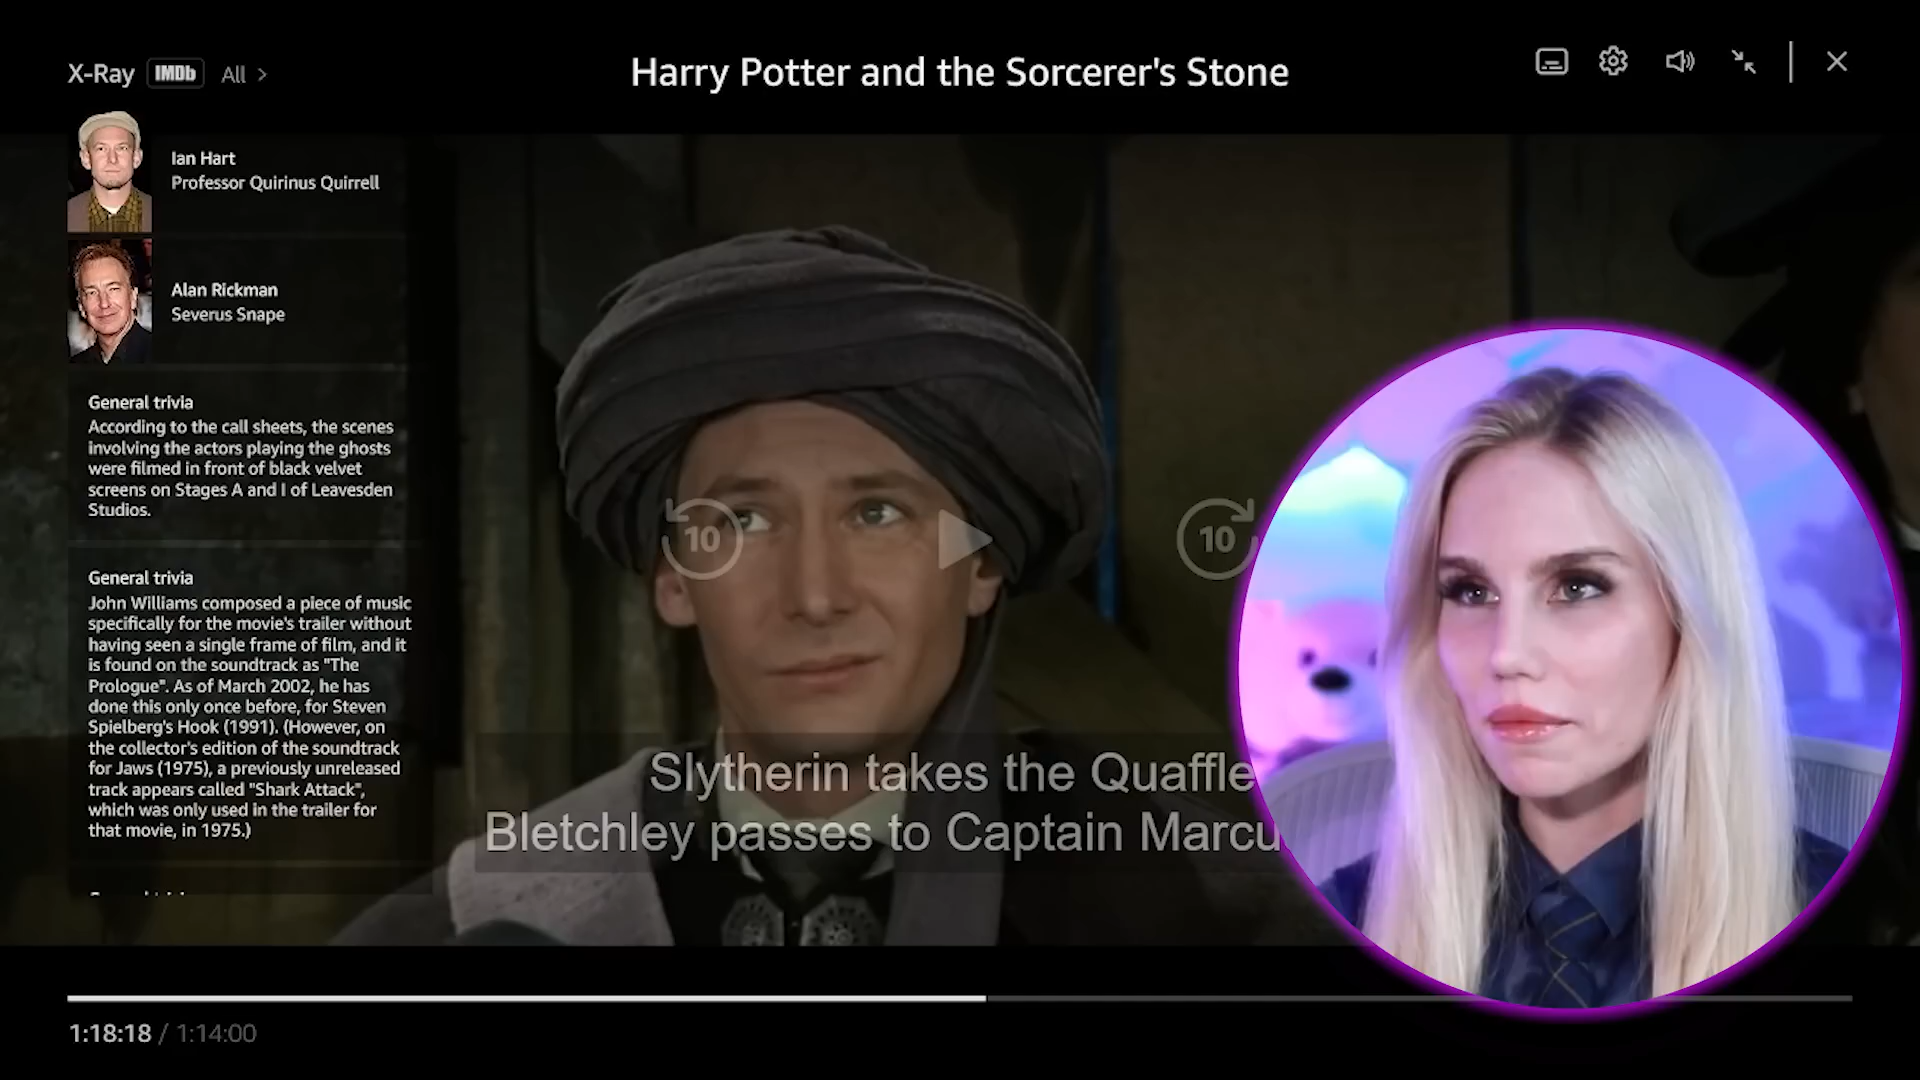 X-Ray IMDb All >
Harry Potter and the Sorcerer's Stone
Ian Hart
Professor Quirinus Quirrell
Alan Rickman
Severus Snape
General trivia
According to the call sheets, the scenes
involving the actors playing the ghosts
were filmed in front of black velvet
screens on Stages A and I of Leavesden
Studios.
General trivia
John Williams composed a piece of music
specifically for the movie's trailer without
having seen a single frame of film, and it
is found on the soundtrack as "The
Prologue". As of March 2002, he has
done this only once before, for Steven
Spielberg's Hook (1991). (However, on
the collector's edition of the soundtrack
for Jaws (1975), a previously unreleased
track appears called "Shark Attack",
which was only used in the trailer for
that movie, in 1975.)
10
10
Slytherin takes the Quaffle
Bletchley passes to Captain Marcu
1:18:18 / 1:14:00